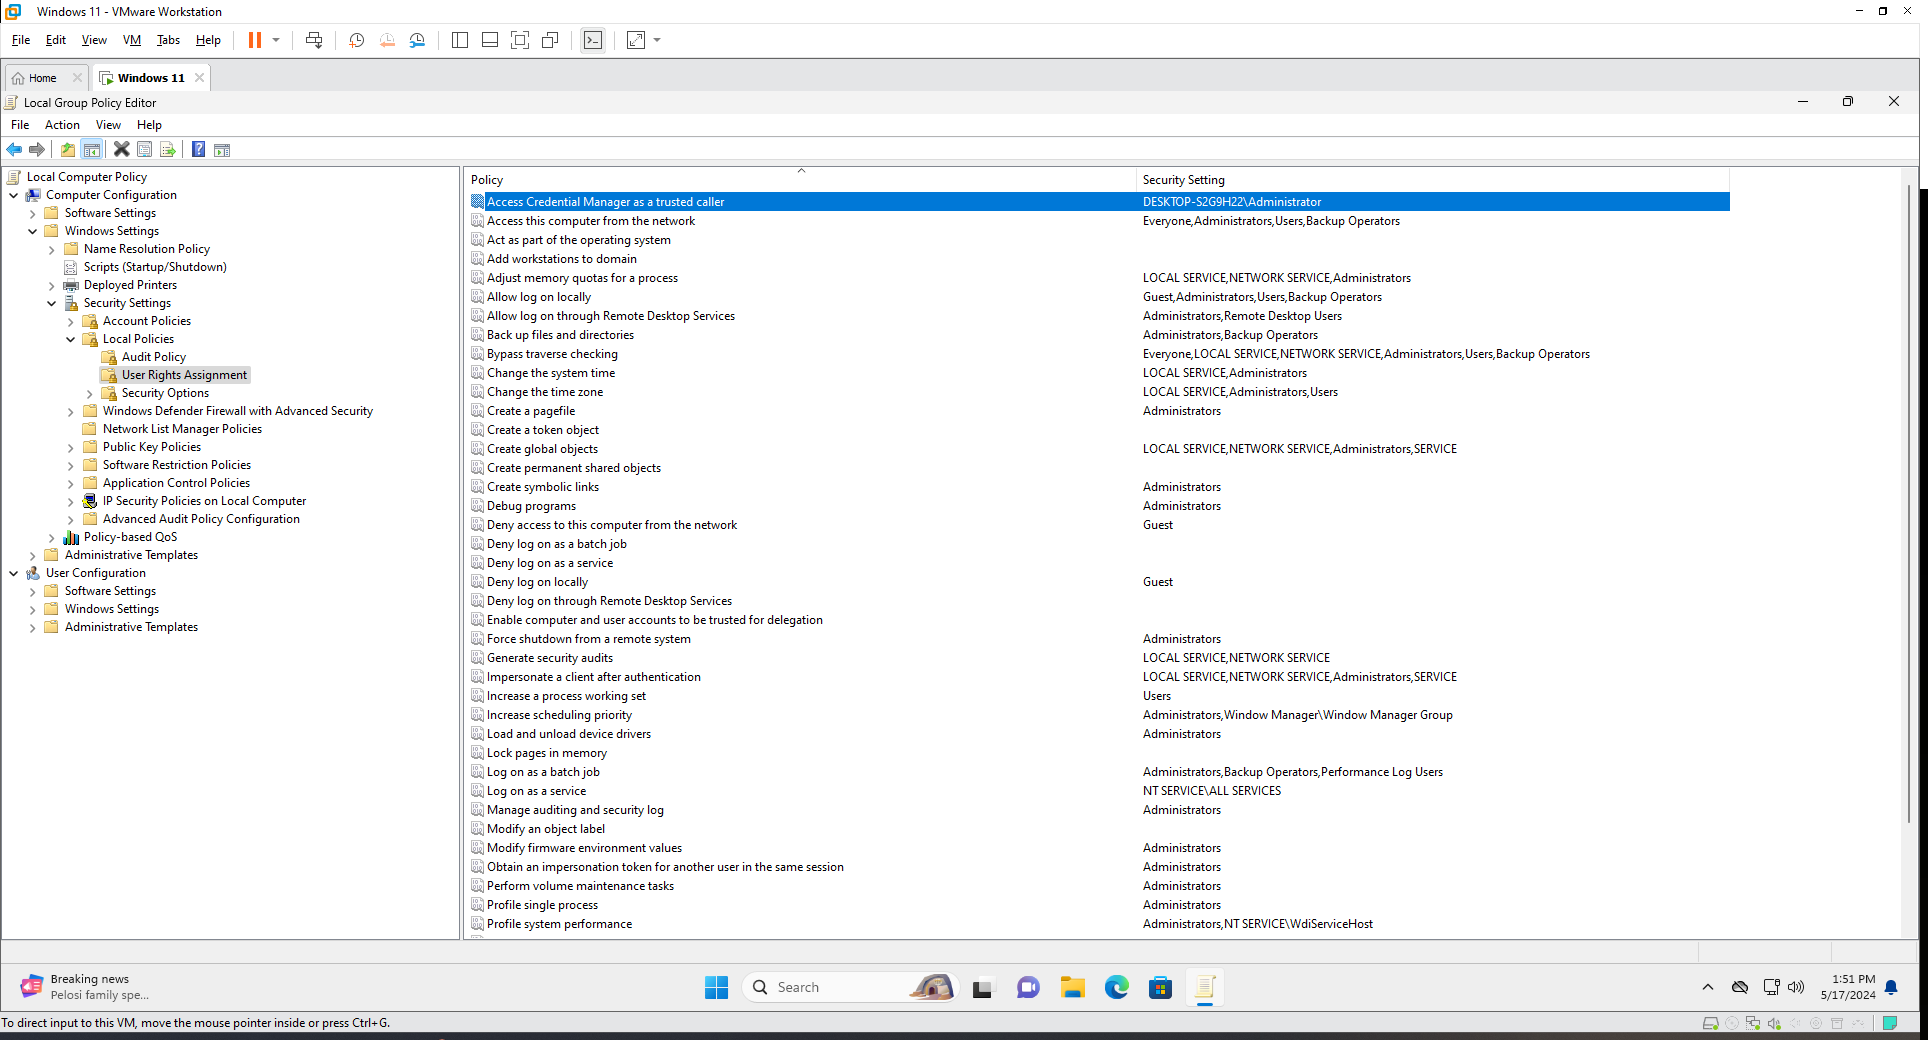 Windows 11 - VMware Workstation
File Edit View VM Tabs Help
Home Windows 11
Local Group Policy Editor
File Action View Help
Local Computer Policy
Computer Configuration
Software Settings
Windows Settings
Name Resolution Policy
Scripts (Startup/Shutdown)
Deployed Printers
Security Settings
Account Policies
Local Policies
Audit Policy
User Rights Assignment
Security Options
Windows Defender Firewall with Advanced Security
Network List Manager Policies
Public Key Policies
Software Restriction Policies
Application Control Policies
IP Security Policies on Local Computer
Advanced Audit Policy Configuration
Policy-based QoS
Administrative Templates
User Configuration
Software Settings
Windows Settings
Administrative Templates
Policy Security Setting
Access Credential Manager as a trusted caller DESKTOP-S2G9H22\Administrator
Access this computer from the network Everyone,Administrators,Users,Backup Operators
Act as part of the operating system
Add workstations to domain
Adjust memory quotas for a process LOCAL SERVICE,NETWORK SERVICE,Administrators
Allow log on locally Guest,Administrators,Users,Backup Operators
Allow log on through Remote Desktop Services Administrators,Remote Desktop Users
Back up files and directories Administrators,Backup Operators
Bypass traverse checking Everyone,LOCAL SERVICE,NETWORK SERVICE,Administrators,Users,Backup Operators
Change the system time LOCAL SERVICE,Administrators
Change the time zone LOCAL SERVICE,Administrators,Users
Create a pagefile Administrators
Create a token object
Create global objects LOCAL SERVICE,NETWORK SERVICE,Administrators,SERVICE
Create permanent shared objects
Create symbolic links Administrators
Debug programs Administrators
Deny access to this computer from the network Guest
Deny log on as a batch job
Deny log on as a service
Deny log on locally Guest
Deny log on through Remote Desktop Services
Enable computer and user accounts to be trusted for delegation
Force shutdown from a remote system Administrators
Generate security audits LOCAL SERVICE,NETWORK SERVICE
Impersonate a client after authentication LOCAL SERVICE,NETWORK SERVICE,Administrators,SERVICE
Increase a process working set Users
Increase scheduling priority Administrators,Window Manager\Window Manager Group
Load and unload device drivers Administrators
Lock pages in memory
Log on as a batch job Administrators,Backup Operators,Performance Log Users
Log on as a service NT SERVICE\ALL SERVICES
Manage auditing and security log Administrators
Modify an object label
Modify firmware environment values Administrators
Obtain an impersonation token for another user in the same session Administrators
Perform volume maintenance tasks Administrators
Profile single process Administrators
Profile system performance Administrators,NT SERVICE\WdiServiceHost
Breaking news
Pelosi family spe...
Search
1:51 PM
5/17/2024
To direct input to this VM, move the mouse pointer inside or press Ctrl+G.